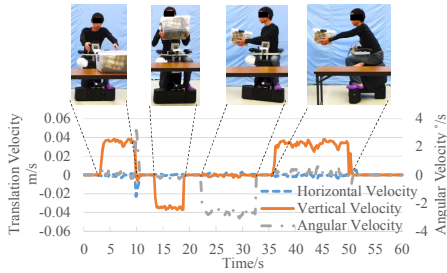 0.06
0.04
0.02
0.00
-0.02
-0.04
-0.06
Translation Velocity
m/s
4
2
0
-2
-4
Angular Velocity °/s
Horizontal Velocity
Vertical Velocity
Angular Velocity
0 5 10 15 20 25 30 35 40 45 50 55 60
Time/s